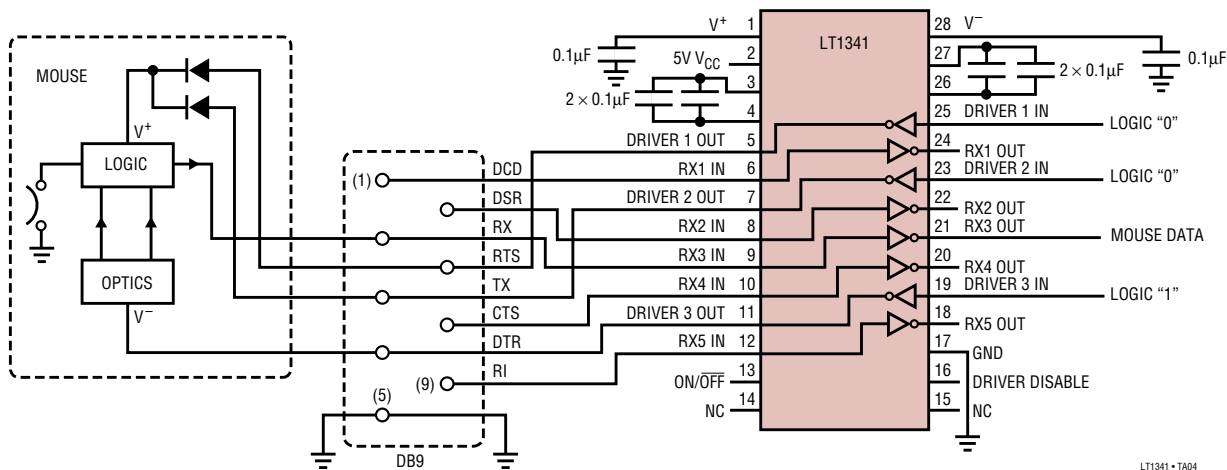 MOUSE
V+
LOGIC
OPTICS
V−
(1)
(9)
(5)
DB9
DCD
DSR
RX
RTS
TX
CTS
DTR
RI
LT1341
V+ 1
0.1µF
5V VCC 2
3
2 × 0.1µF
4
DRIVER 1 OUT 5
RX1 IN 6
DRIVER 2 OUT 7
RX2 IN 8
RX3 IN 9
RX4 IN 10
DRIVER 3 OUT 11
RX5 IN 12
ON/O̅F̅F̅ 13
NC 14
28 V−
0.1µF
27
2 × 0.1µF
26
25 DRIVER 1 IN LOGIC “0”
24 RX1 OUT
23 DRIVER 2 IN LOGIC “0”
22 RX2 OUT
21 RX3 OUT MOUSE DATA
20 RX4 OUT
19 DRIVER 3 IN LOGIC “1”
18 RX5 OUT
17 GND
16 DRIVER DISABLE
15 NC
LT1341 • TA04